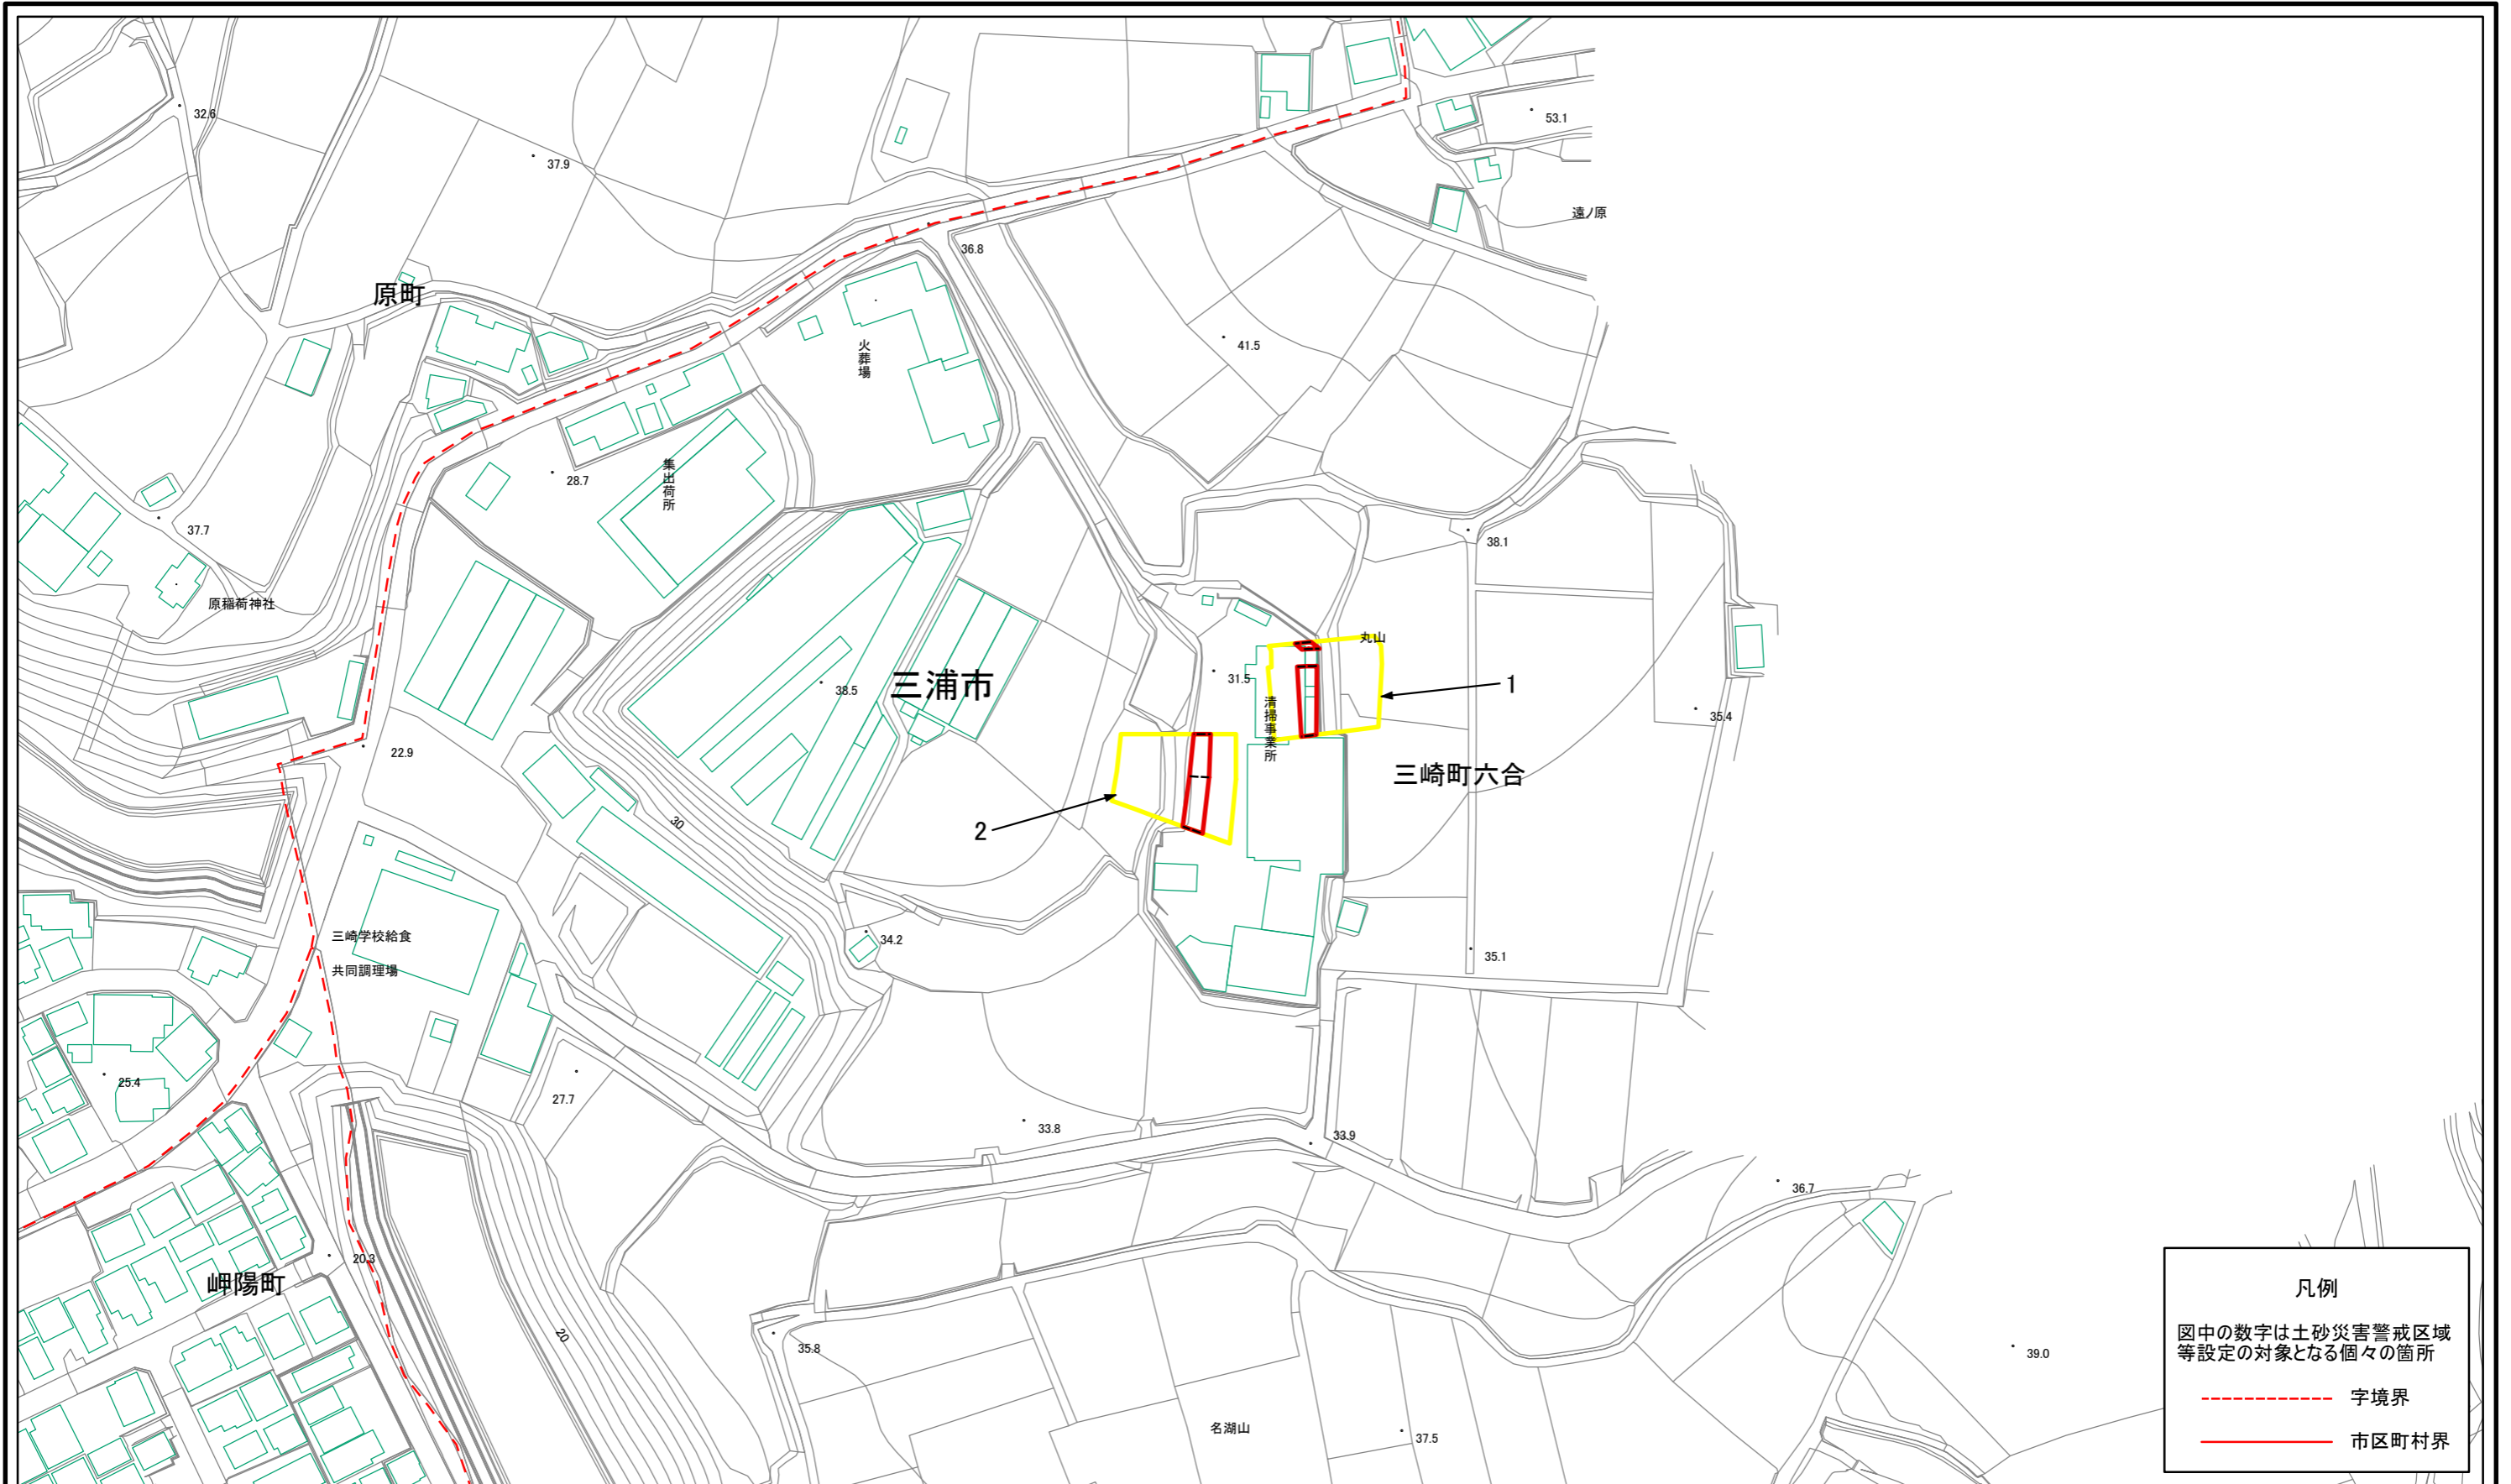 32.6
37.9
53.1
遠ノ原
36.8
原町
火葬場
41.5
集出荷所
28.7
37.7
38.1
原稲荷神社
丸山
三浦市
38.5
31.5
清掃事業所
1
35.4
22.9
三崎町六合
2
30
三崎学校給食
共同調理場
34.2
35.1
25.4
27.7
33.8
33.9
36.7
20.3
岬陽町
20
35.8
39.0
名湖山
37.5
凡例
図中の数字は土砂災害警戒区域
等設定の対象となる個々の箇所
字境界
市区町村界